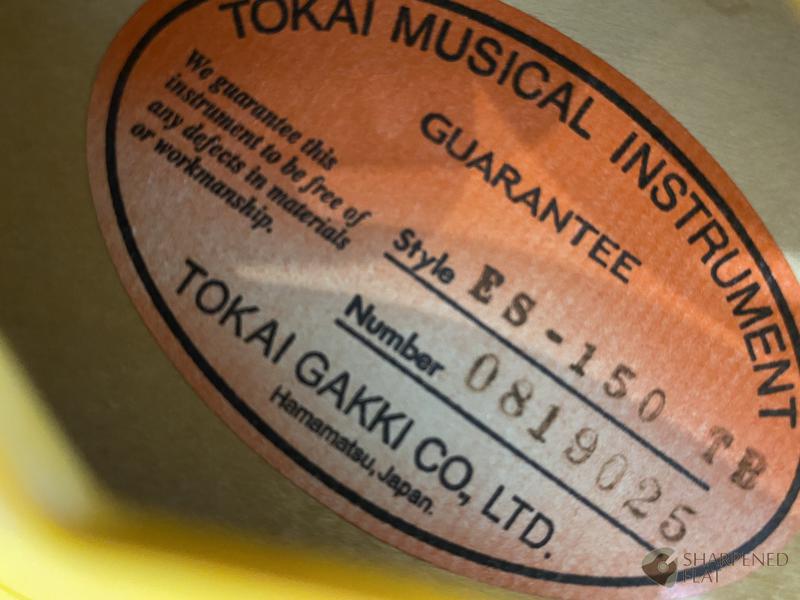 TOKAI MUSICAL INSTRUMENT
GUARANTEE
We guarantee this
instrument to be free of
any defects in materials
or workmanship.
Style ES-150 TB
Number 0819025
TOKAI GAKKI CO., LTD.
Hamamatsu, Japan.
SHARPENED
FLAT